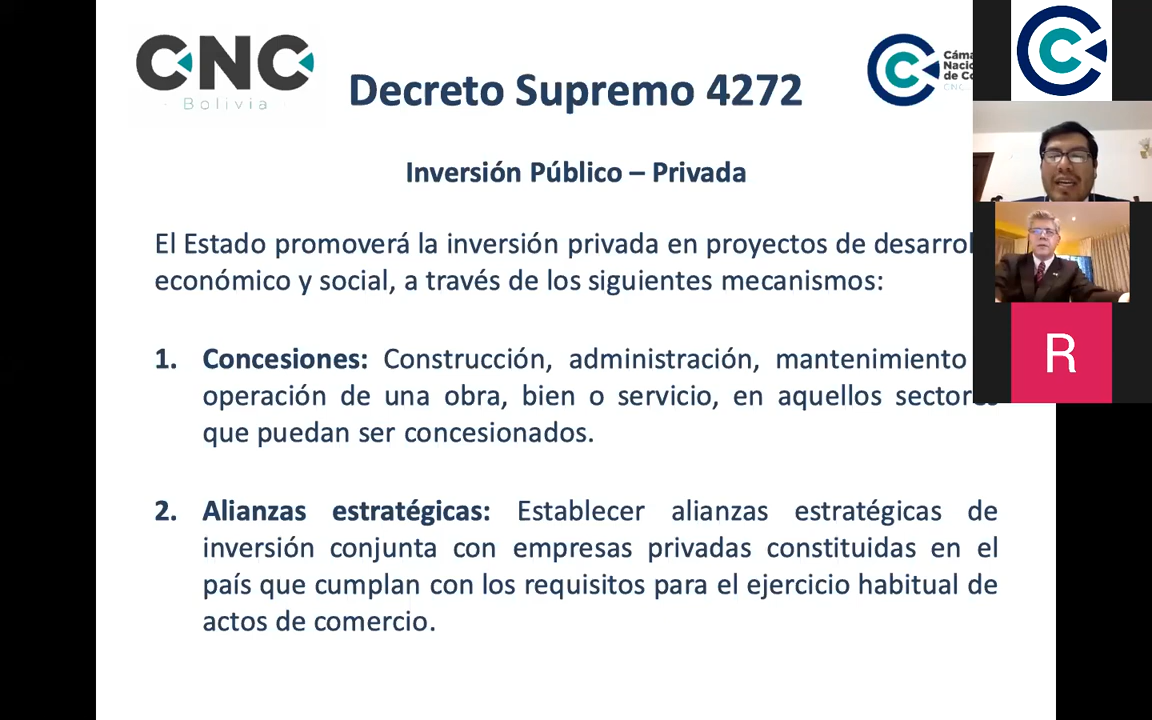 CNC
Bolivia
Decreto Supremo 4272
Inversión Público – Privada
El Estado promoverá la inversión privada en proyectos de
económico y social, a través de los siguientes mecanismos:
1. Concesiones: Construcción, administración, mantenimiento
operación de una obra, bien o servicio, en aquellos
que puedan ser concesionados.
2. Alianzas estratégicas: Establecer alianzas estratégicas de
inversión conjunta con empresas privadas constituidas en el
país que cumplan con los requisitos para el ejercicio habitual de
actos de comercio.
R